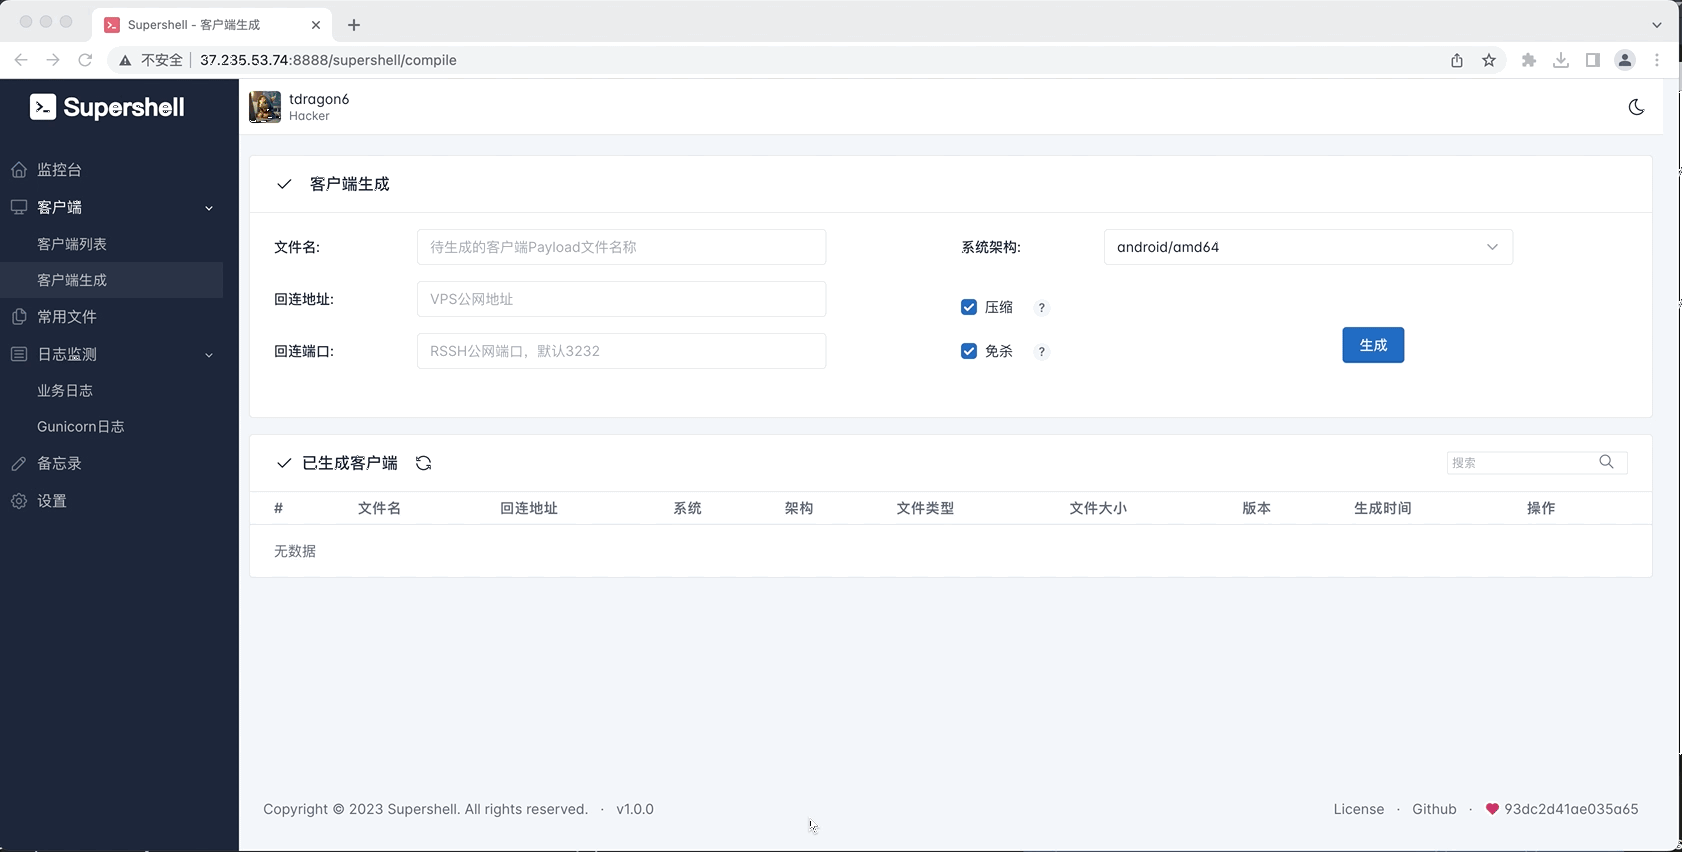 Supershell - 客户端生成
不安全 37.235.53.74:8888/supershell/compile
Supershell
tdragon6
Hacker
监控台
客户端
客户端列表
客户端生成
常用文件
日志监测
业务日志
Gunicorn日志
备忘录
设置
客户端生成
文件名: 待生成的客户端Payload文件名称
系统架构: android/amd64
回连地址: VPS公网地址
压缩 ?
回连端口: RSSH公网端口，默认3232
免杀 ?
生成
已生成客户端
搜索
# 文件名 回连地址 系统 架构 文件类型 文件大小 版本 生成时间 操作
无数据
Copyright © 2023 Supershell. All rights reserved. · v1.0.0
License · Github · 93dc2d41ae035a65